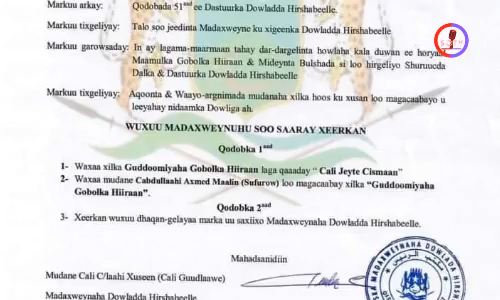 Markuu arkay: Qodobada 51aad ee Dastuurka Dowladda Hirshabeelle.
Markuu tixgeliyay: Talo soo jeedinta Madaxweyne ku xigeenka Dowladda Hirshabeelle
Markuu garowsaday: In ay lagama-maarmaan tahay dar-dargelinta howlaha kala duwan ee horyaal
Maamulka Gobolka Hiiraan & Mideynta Bulshada si loo hirgeliyo Shuruucda
Dalka & Dastuurka Dowladda Hirshabeelle
Markuu tixgeliyay; Aqoonta & Waayo-argnimada mudanaha xilka hoos ku xusan loo magacaabayo u
leeyahay nidaamka Dowliga ah.
WUXUU MADAXWEYNUHU SOO SAARAY XEERKAN
Qodobka 1aad
1- Waxaa xilka Guddoomiyaha Gobolka Hiiraan laga qaaday " Cali Jeyte Cismaan"
2- Waxaa mudane Cabdullaahi Axmed Maalin (Sufurow) loo magacaabay xilka "Guddoomiyaha
Gobolka Hiiraan".
Qodobka 2aad
3- Xeerkan wuxuu dhaqan-gelayaa marka uu saxiixo Madaxweynaha Dowladda Hirshabeelle.
Mahadsanidiin
Mudane Cali C/laahi Xuseen (Cali Guudlaawe)
Madaxweynaha Dowladda Hirshabeelle
MADAXWEYNAHA DOWLADA